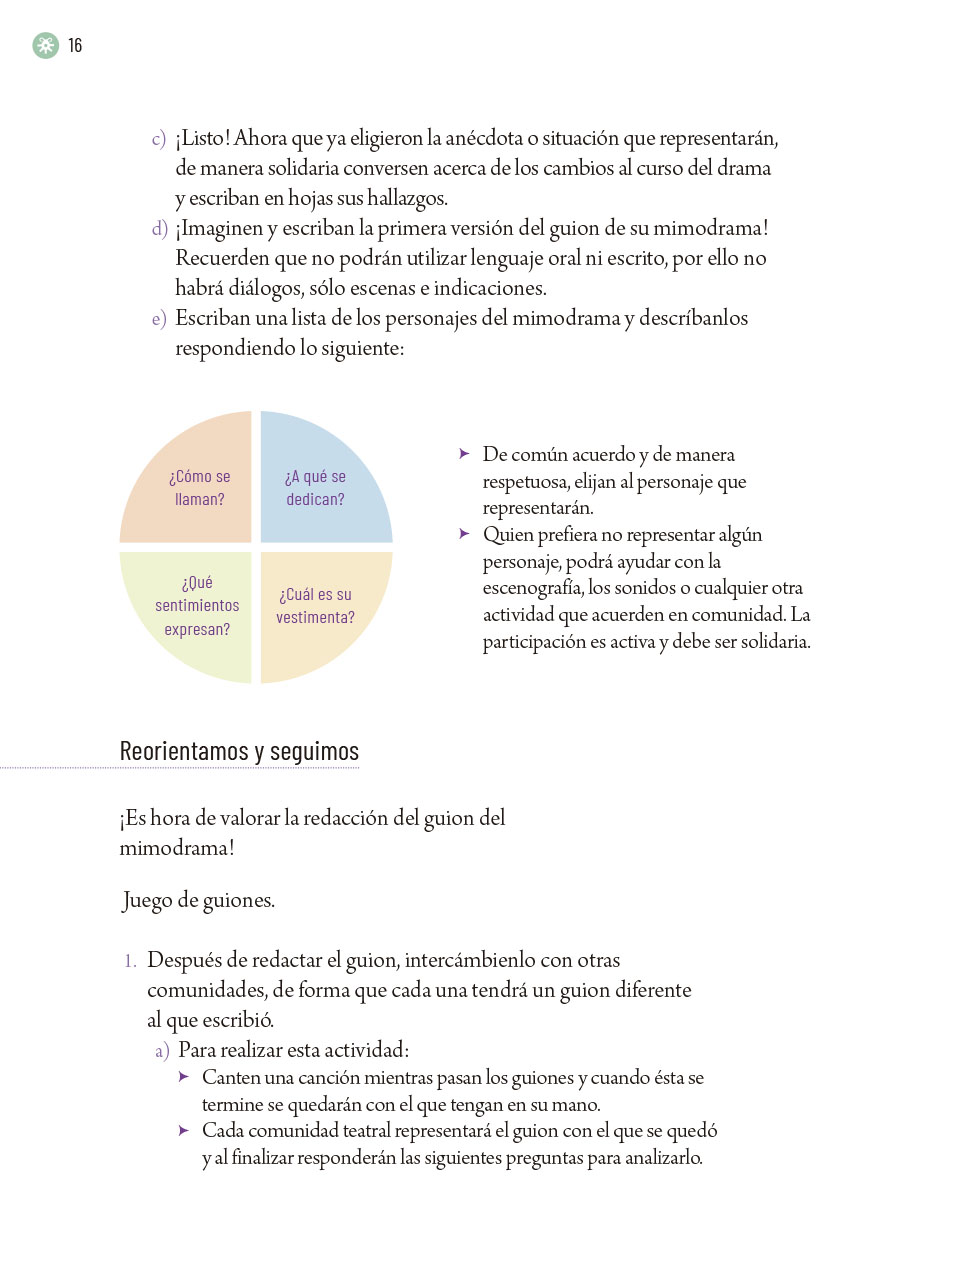 16
c) ¡Listo! Ahora que ya eligieron la anécdota o situación que representarán,
de manera solidaria conversen acerca de los cambios al curso del drama
y escriban en hojas sus hallazgos.
d) ¡Imaginen y escriban la primera versión del guion de su mimodrama!
Recuerden que no podrán utilizar lenguaje oral ni escrito, por ello no
habrá diálogos, sólo escenas e indicaciones.
e) Escriban una lista de los personajes del mimodrama y descríbanlos
respondiendo lo siguiente:
¿Cómo se
llaman?
¿A qué se
dedican?
¿Qué
sentimientos
expresan?
¿Cuál es su
vestimenta?
➤ De común acuerdo y de manera
respetuosa, elijan al personaje que
representarán.
➤ Quien prefiera no representar algún
personaje, podrá ayudar con la
escenografía, los sonidos o cualquier otra
actividad que acuerden en comunidad. La
participación es activa y debe ser solidaria.
Reorientamos y seguimos
¡Es hora de valorar la redacción del guion del
mimodrama!
Juego de guiones.
1. Después de redactar el guion, intercámbienlo con otras
comunidades, de forma que cada una tendrá un guion diferente
al que escribió.
a) Para realizar esta actividad:
➤ Canten una canción mientras pasan los guiones y cuando ésta se
termine se quedarán con el que tengan en su mano.
➤ Cada comunidad teatral representará el guion con el que se quedó
y al finalizar responderán las siguientes preguntas para analizarlo.